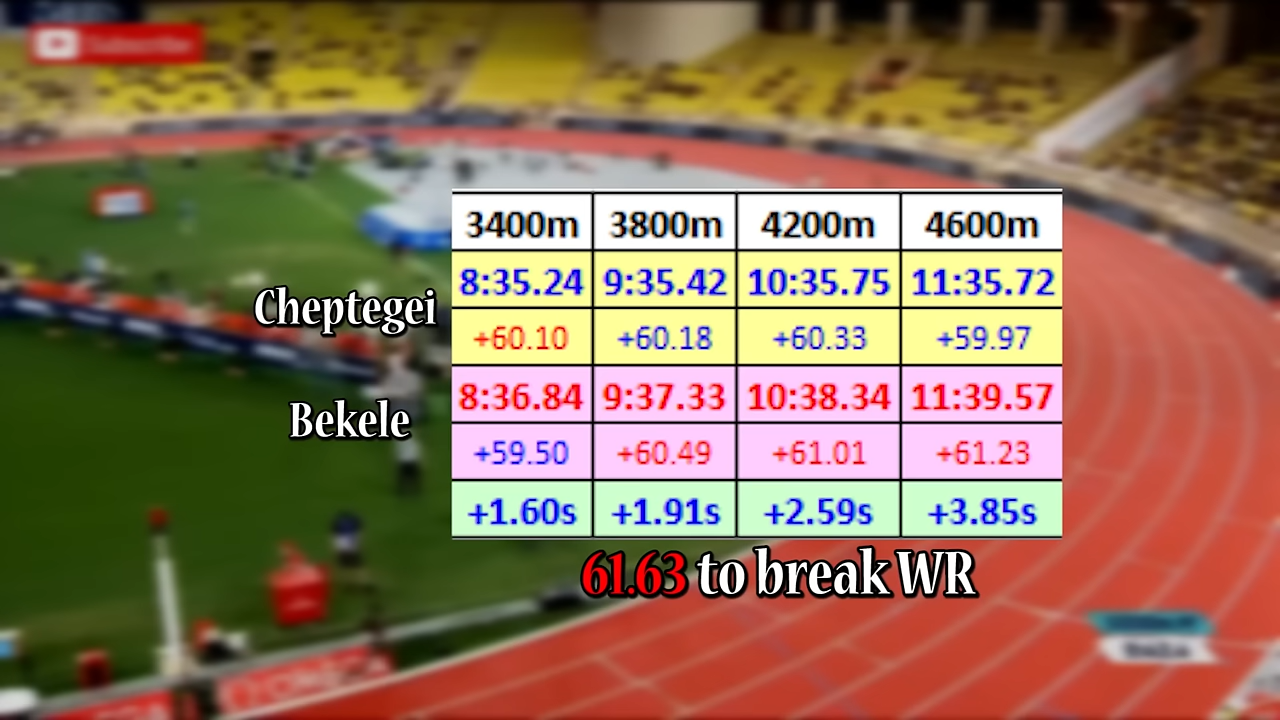 Subscribe
3400m 3800m 4200m 4600m
8:35.24 9:35.42 10:35.75 11:35.72
Cheptegei
+60.10 +60.18 +60.33 +59.97
8:36.84 9:37.33 10:38.34 11:39.57
Bekele
+59.50 +60.49 +61.01 +61.23
+1.60s +1.91s +2.59s +3.85s
61.63 to break WR